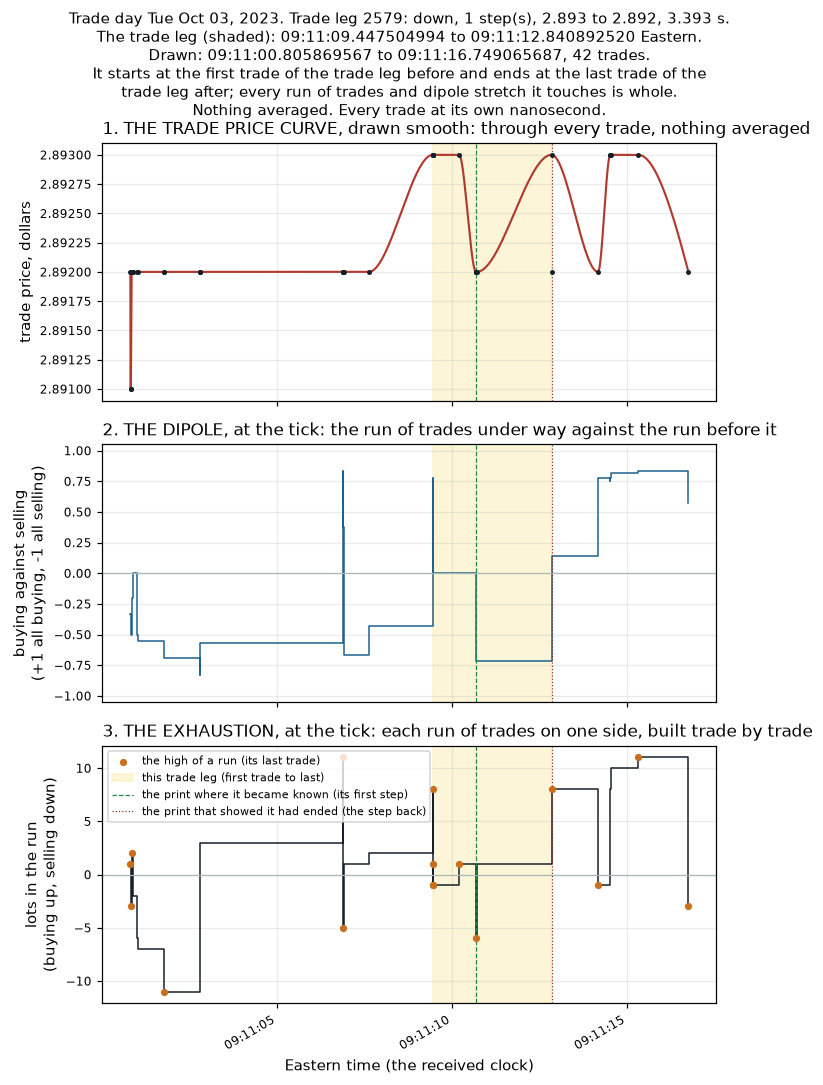 Trade day Tue Oct 03, 2023. Trade leg 2579: down, 1 step(s), 2.893 to 2.892, 3.393 s.
The trade leg (shaded): 09:11:09.447504994 to 09:11:12.840892520 Eastern.
Drawn: 09:11:00.805869567 to 09:11:16.749065687, 42 trades.
It starts at the first trade of the trade leg before and ends at the last trade of the
trade leg after; every run of trades and dipole stretch it touches is whole.
Nothing averaged. Every trade at its own nanosecond.
1. THE TRADE PRICE CURVE, drawn smooth: through every trade, nothing averaged
2.89300
2.89275
2.89250
2.89225
2.89200
2.89175
2.89150
2.89125
2.89100
trade price, dollars
2. THE DIPOLE, at the tick: the run of trades under way against the run before it
1.00
0.75
0.50
0.25
0.00
−0.25
−0.50
−0.75
−1.00
buying against selling
(+1 all buying, -1 all selling)
3. THE EXHAUSTION, at the tick: each run of trades on one side, built trade by trade
the high of a run (its last trade)
this trade leg (first trade to last)
the print where it became known (its first step)
the print that showed it had ended (the step back)
10
5
0
−5
−10
lots in the run
(buying up, selling down)
09:11:05
09:11:10
09:11:15
Eastern time (the received clock)